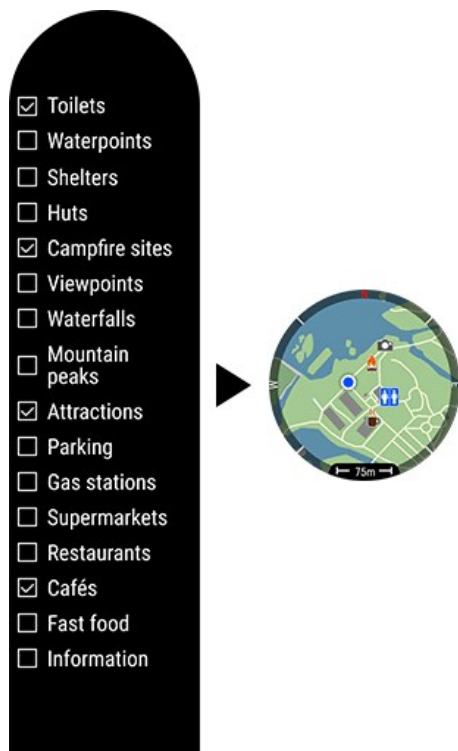 Toilets
Waterpoints
Shelters
Huts
Campfire sites
Viewpoints
Waterfalls
Mountain
peaks
Attractions
Parking
Gas stations
Supermarkets
Restaurants
Cafés
Fast food
Information
N
W
E
75m